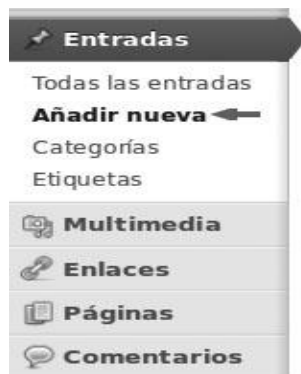 Entradas
Todas las entradas
Añadir nueva
Categorías
Etiquetas
Multimedia
Enlaces
Páginas
Comentarios